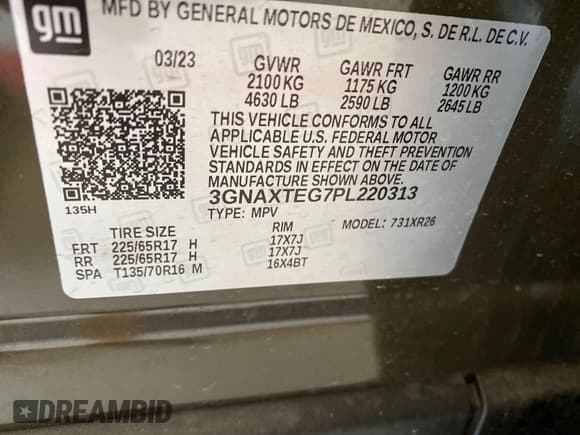 gm
MFD BY GENERAL MOTORS DE MEXICO, S. DE R.L. DE C.V.
03/23 GVWR GAWR FRT GAWR RR
2100 KG 1175 KG 1200 KG
4630 LB 2590 LB 2645 LB
THIS VEHICLE CONFORMS TO ALL
APPLICABLE U.S. FEDERAL MOTOR
VEHICLE SAFETY AND THEFT PREVENTION
STANDARDS IN EFFECT ON THE DATE OF
MANUFACTURE SHOWN ABOVE.
135H 3GNAXTEG7PL220313
TYPE: MPV MODEL: 731XR26
TIRE SIZE RIM
FRT 225/65R17 H 17X7J
RR 225/65R17 H 17X7J
SPA T135/70R16 M 16X4BT
DREAMBID